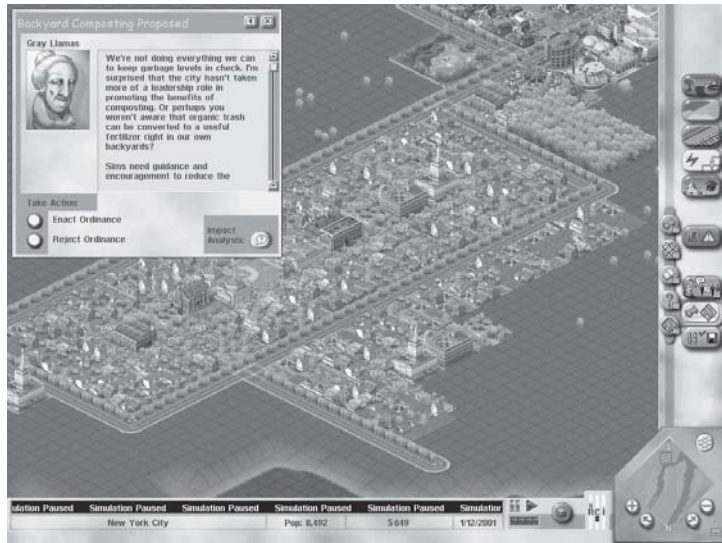 Backyard Composting Proposed
Gray Llamas
We're not doing everything we can
to keep garbage levels in check. I'm
surprised that the city hasn't taken
more of a leadership role in
promoting the benefits of
composting. Or perhaps you
weren't aware that organic trash
can be converted to a useful
fertilizer right in our own
backyards?
Sims need guidance and
encouragement to reduce the
Take Action:
Enact Ordinance
Reject Ordinance
Impact
Analysis:
ulation Paused Simulation Paused Simulation Paused Simulation Paused Simulation Paused Simulation
New York City Pop: 8,492 $649 1/12/2001
R C I
N